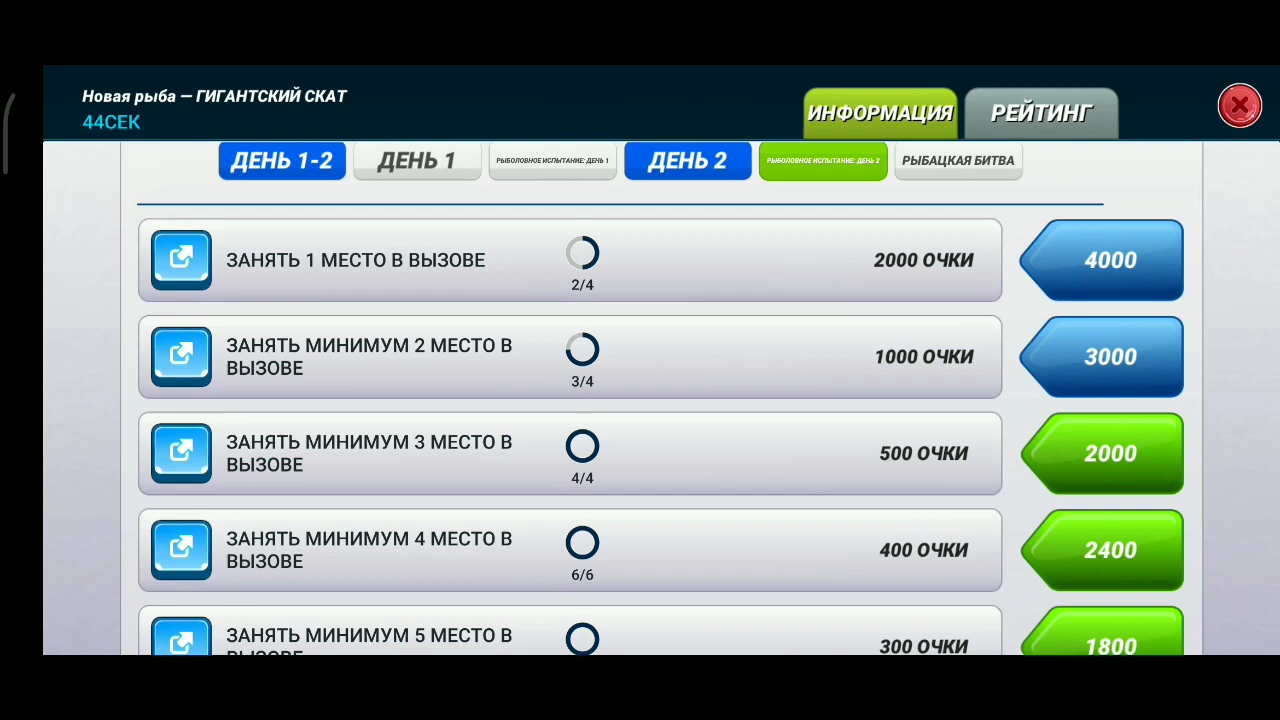 Новая рыба — ГИГАНТСКИЙ СКАТ
44СЕК
ИНФОРМАЦИЯ
РЕЙТИНГ
ДЕНЬ 1-2
ДЕНЬ 1
РЫБОЛОВНОЕ ИСПЫТАНИЕ: ДЕНЬ 1
ДЕНЬ 2
РЫБОЛОВНОЕ ИСПЫТАНИЕ: ДЕНЬ 2
РЫБАЦКАЯ БИТВА
ЗАНЯТЬ 1 МЕСТО В ВЫЗОВЕ
2/4
2000 ОЧКИ
4000
ЗАНЯТЬ МИНИМУМ 2 МЕСТО В
ВЫЗОВЕ
3/4
1000 ОЧКИ
3000
ЗАНЯТЬ МИНИМУМ 3 МЕСТО В
ВЫЗОВЕ
4/4
500 ОЧКИ
2000
ЗАНЯТЬ МИНИМУМ 4 МЕСТО В
ВЫЗОВЕ
6/6
400 ОЧКИ
2400
ЗАНЯТЬ МИНИМУМ 5 МЕСТО В
ВЫЗОВЕ
300 ОЧКИ
1800